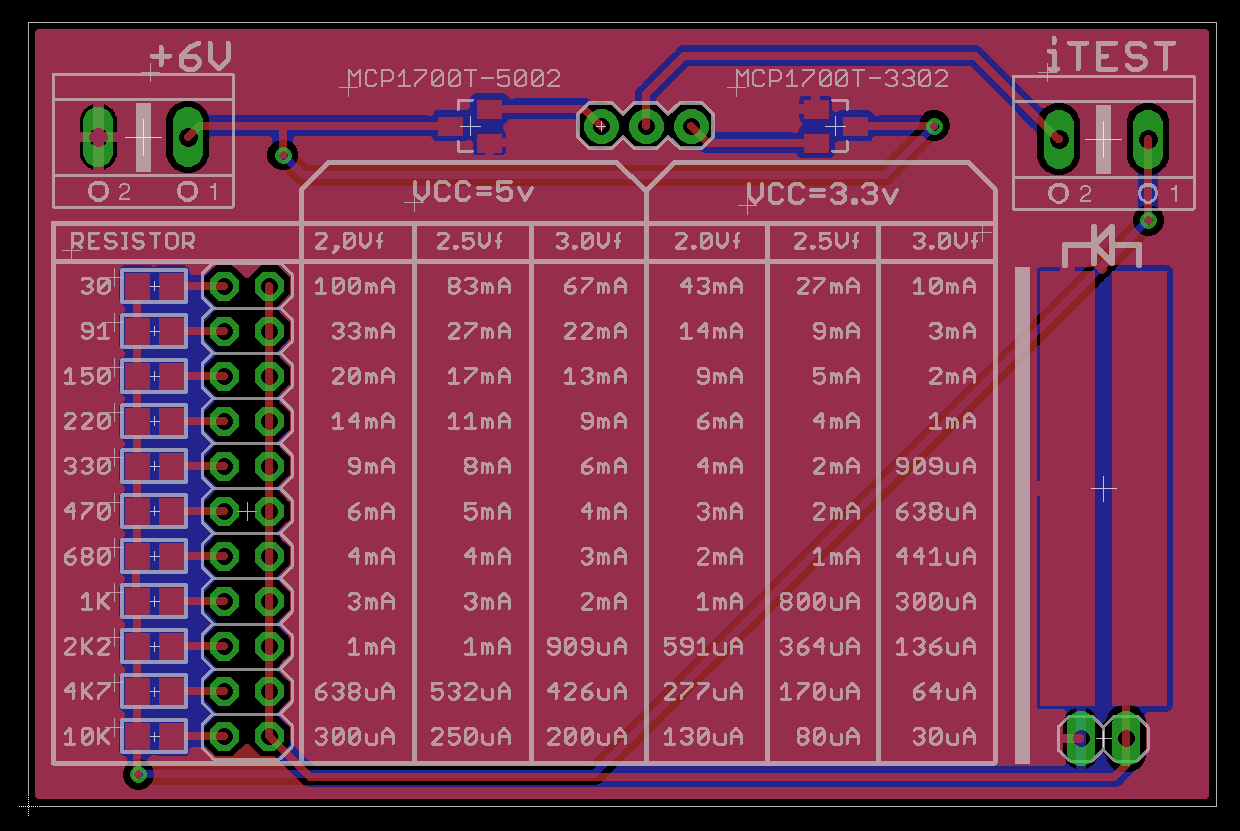 +6V iTEST
MCP1700T-5002 MCP1700T-3302
2 1 2 1
VCC=5v VCC=3.3v
RESISTOR 2,0Vf 2.5Vf 3.0Vf 2.0Vf 2.5Vf 3.0Vf
30 100mA 83mA 67mA 43mA 27mA 10mA
91 33mA 27mA 22mA 14mA 9mA 3mA
150 20mA 17mA 13mA 9mA 5mA 2mA
220 14mA 11mA 9mA 6mA 4mA 1mA
330 9mA 8mA 6mA 4mA 2mA 909uA
470 6mA 5mA 4mA 3mA 2mA 638uA
680 4mA 4mA 3mA 2mA 1mA 441uA
1K 3mA 3mA 2mA 1mA 800uA 300uA
2K2 1mA 1mA 909uA 591uA 364uA 136uA
4K7 638uA 532uA 426uA 277uA 170uA 64uA
10K 300uA 250uA 200uA 130uA 80uA 30uA